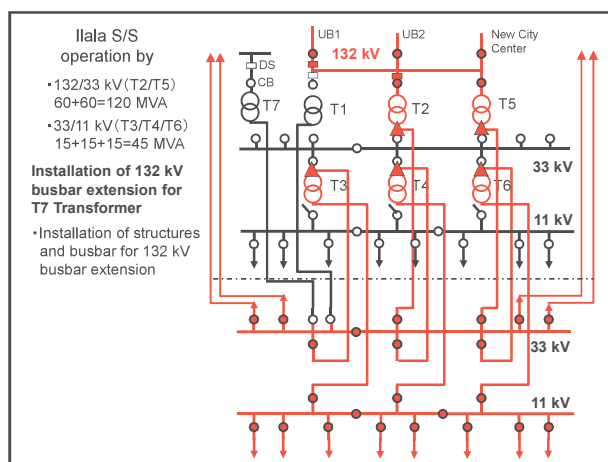 Ilala S/S
operation by
・132/33 kV(T2/T5)
60+60=120 MVA
・33/11 kV(T3/T4/T6)
15+15+15=45 MVA
Installation of 132 kV
busbar extension for
T7 Transformer
・Installation of structures
and busbar for 132 kV
busbar extension
UB1
UB2
New City
Center
132 kV
DS
CB
T7
T1
T2
T5
33 kV
T3
T4
T6
11 kV
33 kV
11 kV